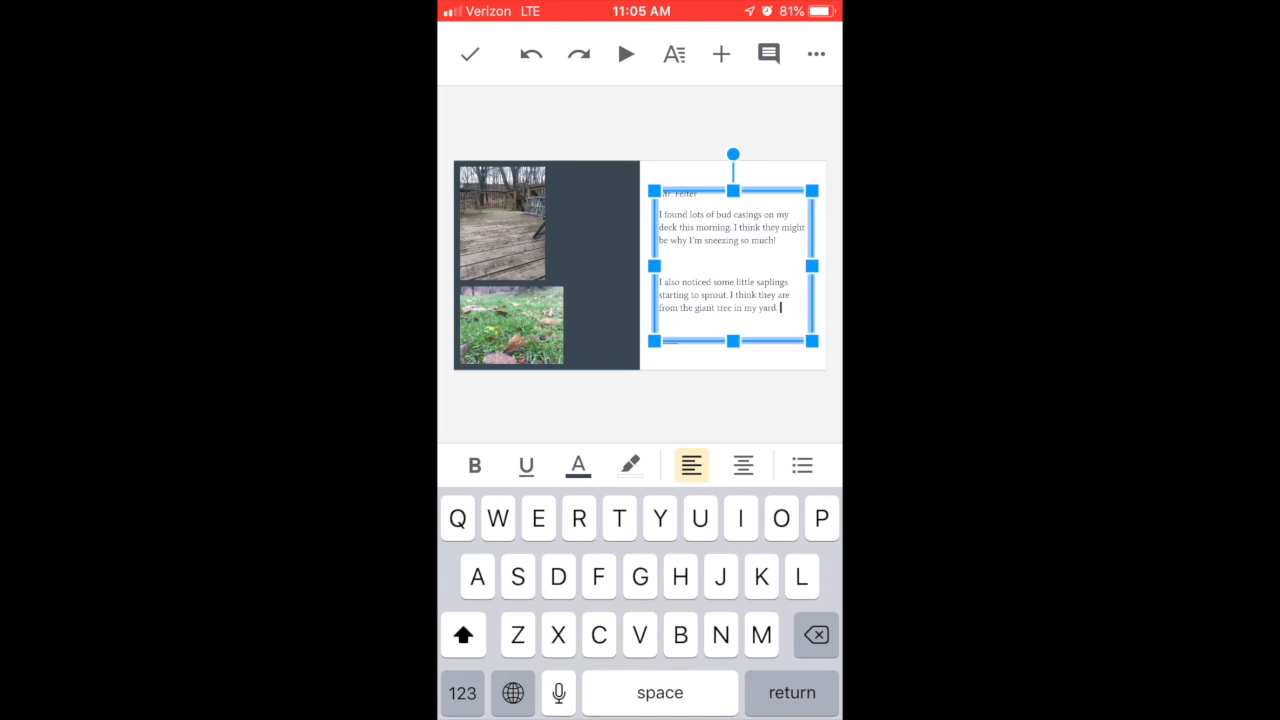 Verizon LTE 11:05 AM 81%
Mr. Felter
I found lots of bud casings on my
deck this morning. I think they might
be why I'm sneezing so much!
I also noticed some little saplings
starting to sprout. I think they are
from the giant tree in my yard.
B U A
Q W E R T Y U I O P
A S D F G H J K L
Z X C V B N M
123 space return